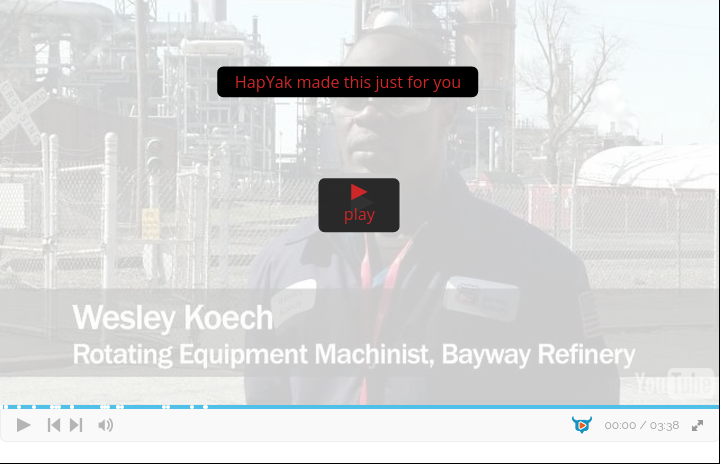 HapYak made this just for you
play
Wesley Koech
Rotating Equipment Machinist, Bayway Refinery
YouTube
00:00 / 03:38